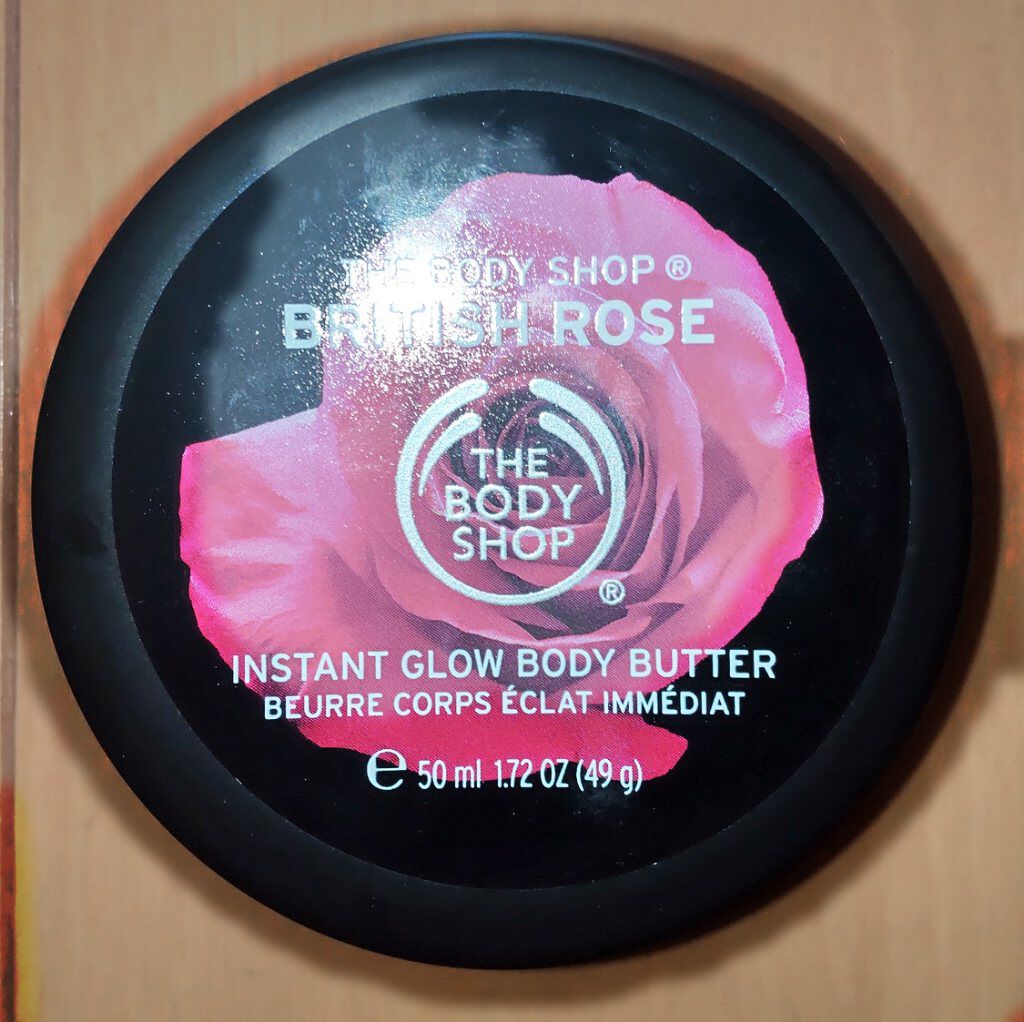 THE BODY SHOP ®
BRITISH ROSE
THE
BODY
SHOP
®
INSTANT GLOW BODY BUTTER
BEURRE CORPS ÉCLAT IMMÉDIAT
℮ 50 ml 1.72 OZ (49 g)